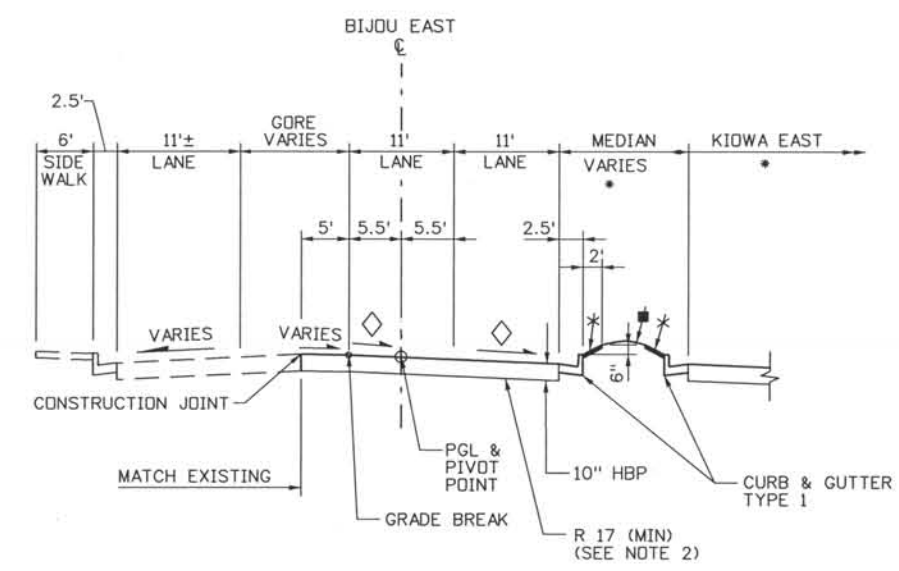 BIJOU EAST
℄
2.5'
6'
SIDE
WALK
11'±
LANE
GORE
VARIES
11'
LANE
11'
LANE
MEDIAN
VARIES
KIOWA EAST
5'
5.5'
5.5'
2.5'
2'
VARIES
VARIES
6"
CONSTRUCTION JOINT
MATCH EXISTING
PGL &
PIVOT
POINT
GRADE BREAK
10" HBP
R 17 (MIN)
(SEE NOTE 2)
CURB & GUTTER
TYPE 1